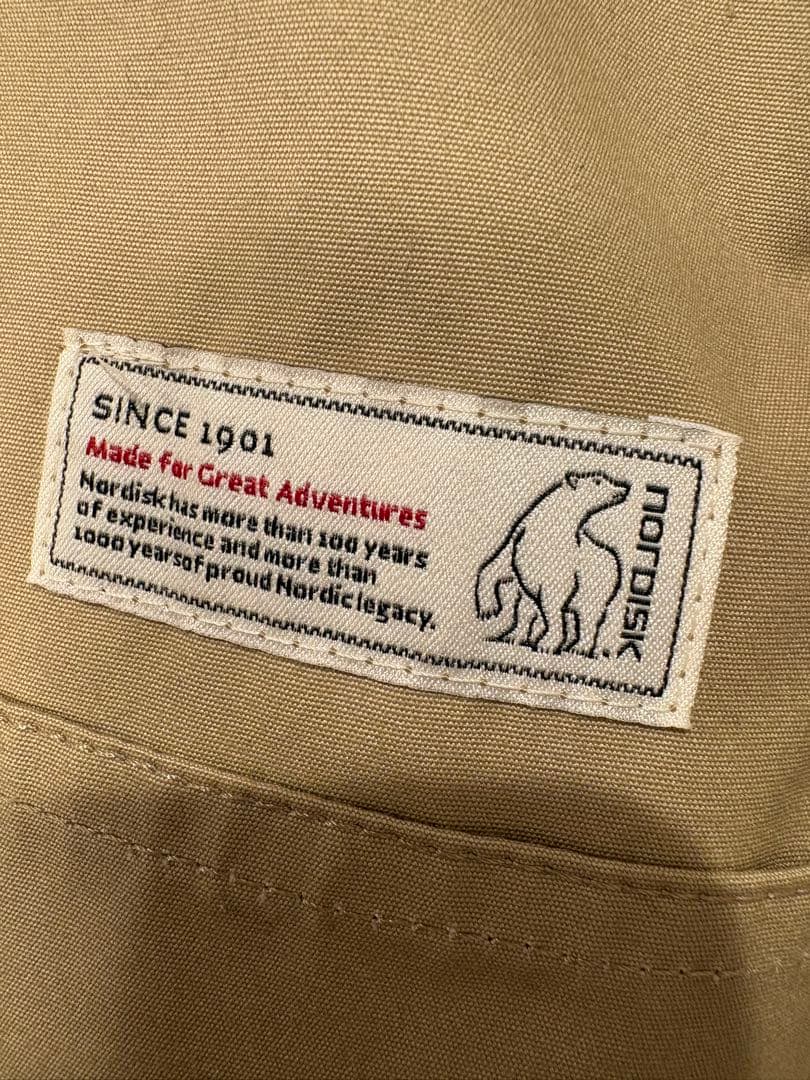 SINCE 1901
Made for Great Adventures
Nordisk has more than 100 years
of experience and more than
1000 years of proud Nordic legacy.
nordisk